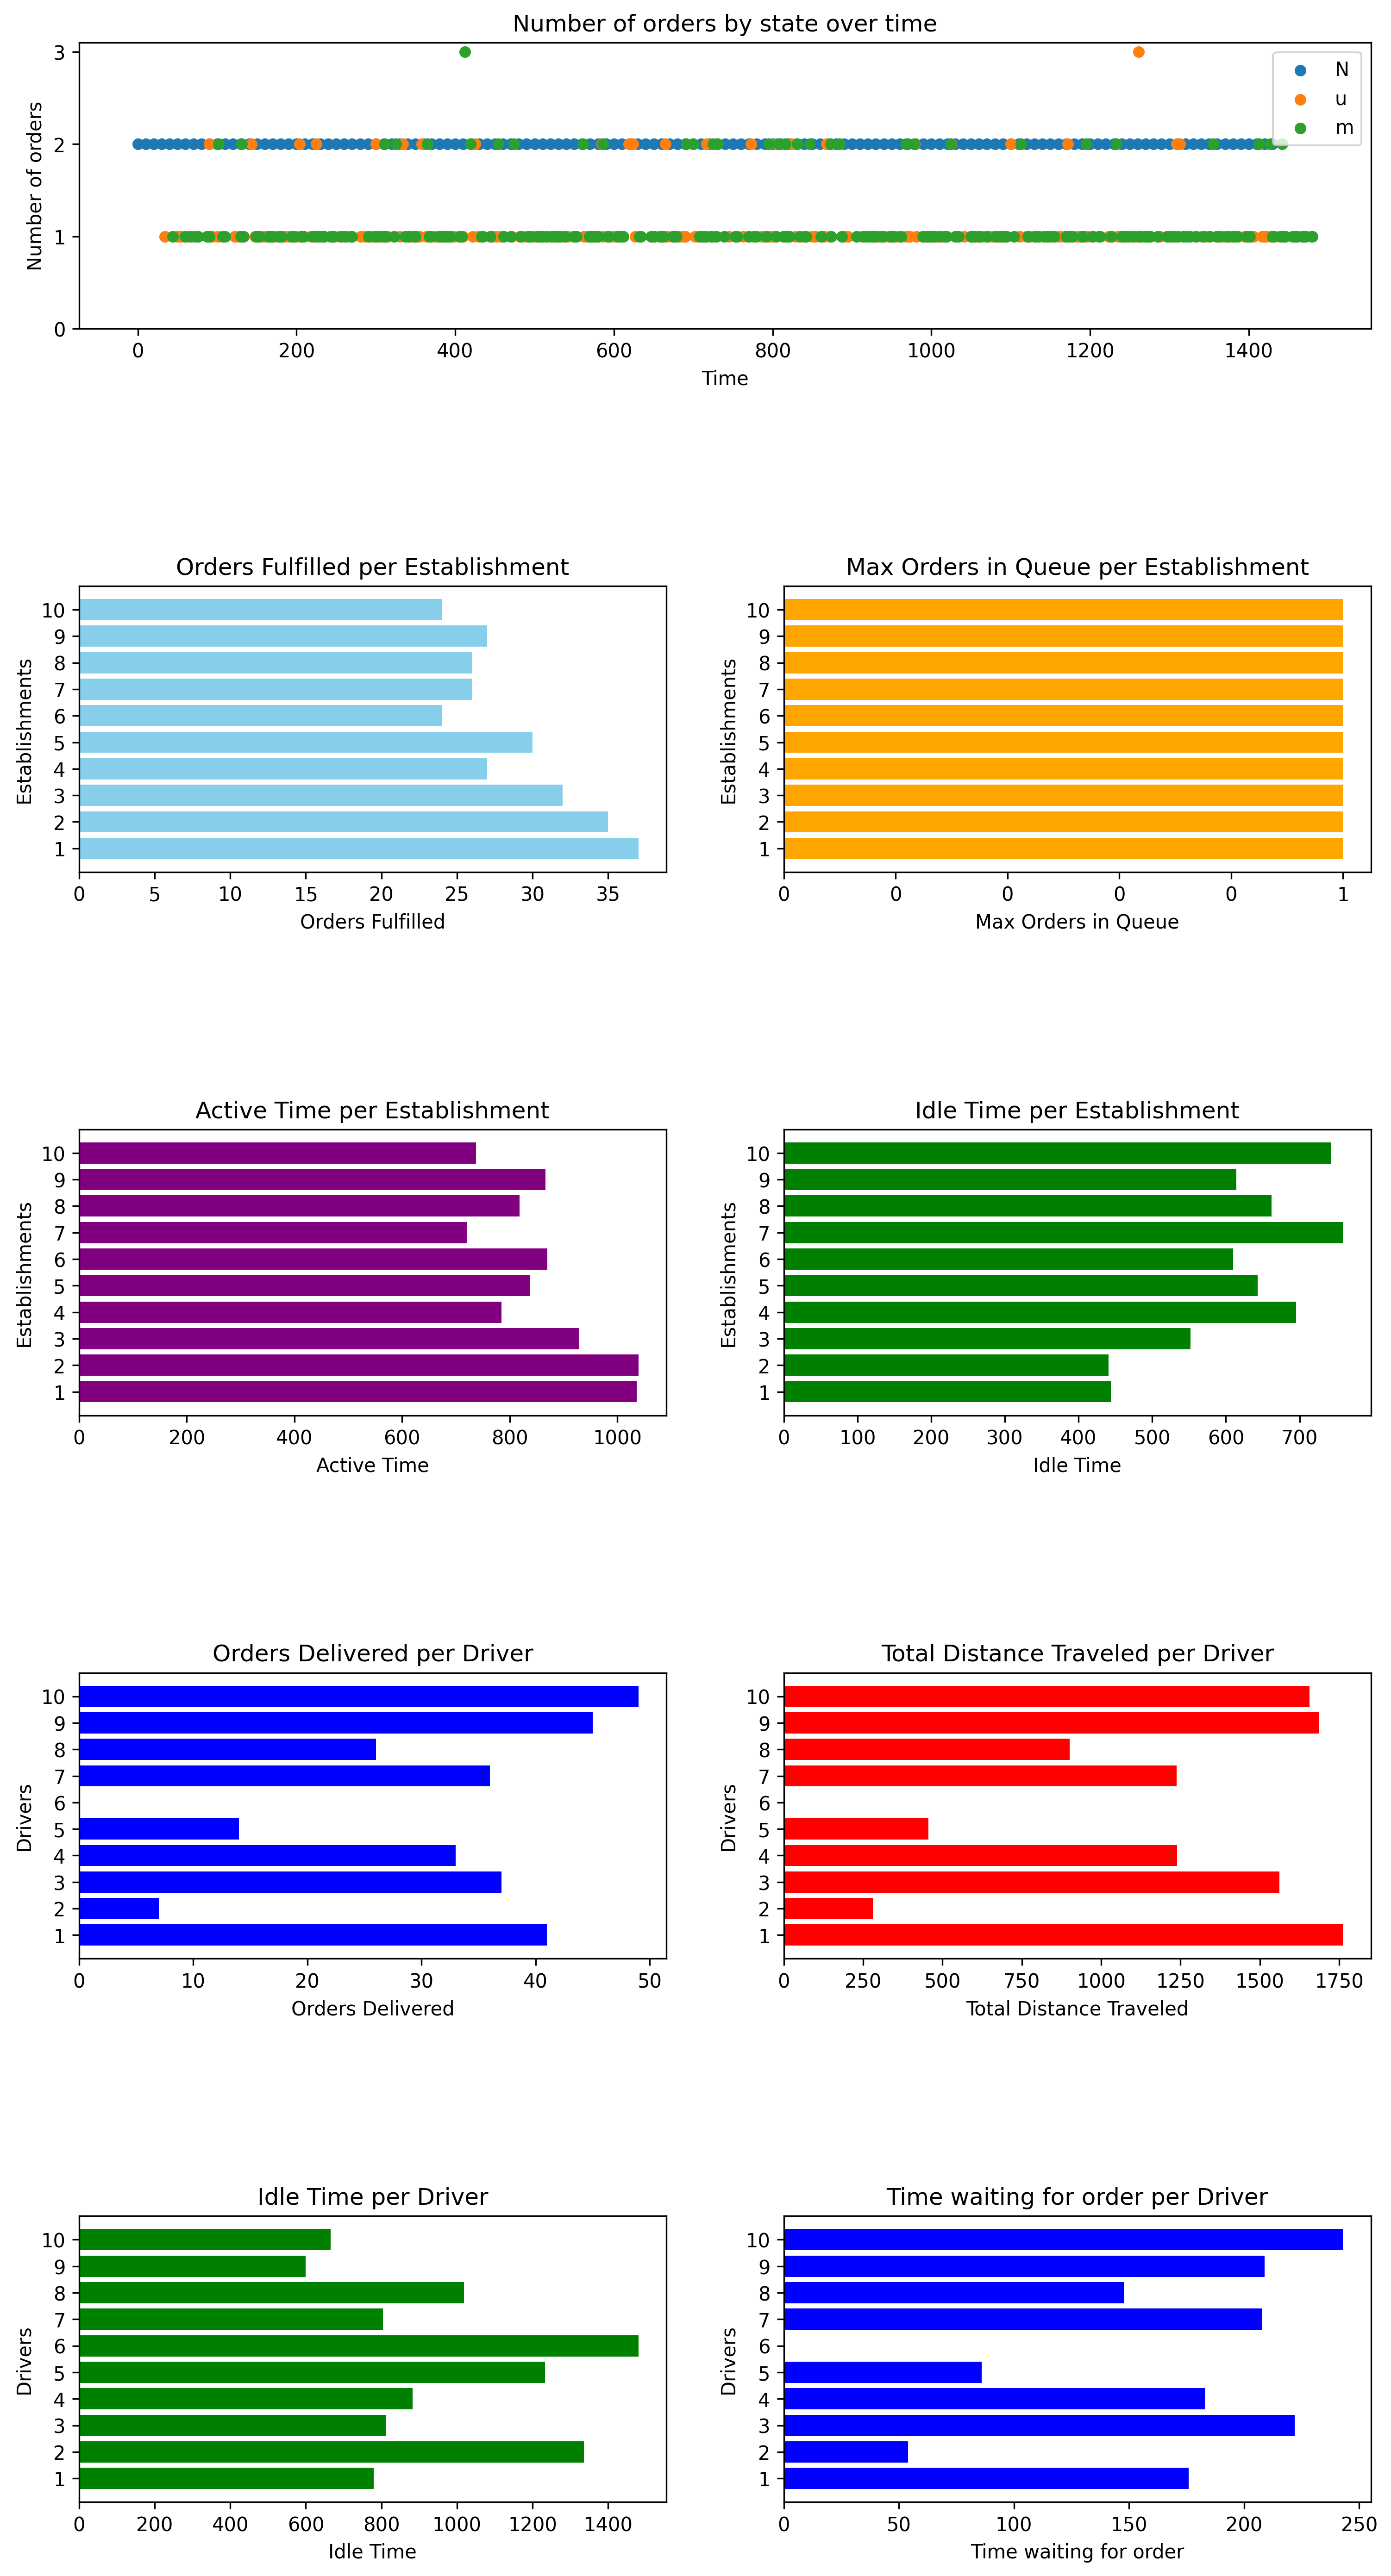 Number of orders by state over time
Number of orders
3
2
1
0
N
u
m
0 200 400 600 800 1000 1200 1400
Time
Orders Fulfilled per Establishment
Establishments
10
9
8
7
6
5
4
3
2
1
0 5 10 15 20 25 30 35
Orders Fulfilled
Max Orders in Queue per Establishment
Establishments
10
9
8
7
6
5
4
3
2
1
0 0 0 0 0 1
Max Orders in Queue
Active Time per Establishment
Establishments
10
9
8
7
6
5
4
3
2
1
0 200 400 600 800 1000
Active Time
Idle Time per Establishment
Establishments
10
9
8
7
6
5
4
3
2
1
0 100 200 300 400 500 600 700
Idle Time
Orders Delivered per Driver
Drivers
10
9
8
7
6
5
4
3
2
1
0 10 20 30 40 50
Orders Delivered
Total Distance Traveled per Driver
Drivers
10
9
8
7
6
5
4
3
2
1
0 250 500 750 1000 1250 1500 1750
Total Distance Traveled
Idle Time per Driver
Drivers
10
9
8
7
6
5
4
3
2
1
0 200 400 600 800 1000 1200 1400
Idle Time
Time waiting for order per Driver
Drivers
10
9
8
7
6
5
4
3
2
1
0 50 100 150 200 250
Time waiting for order